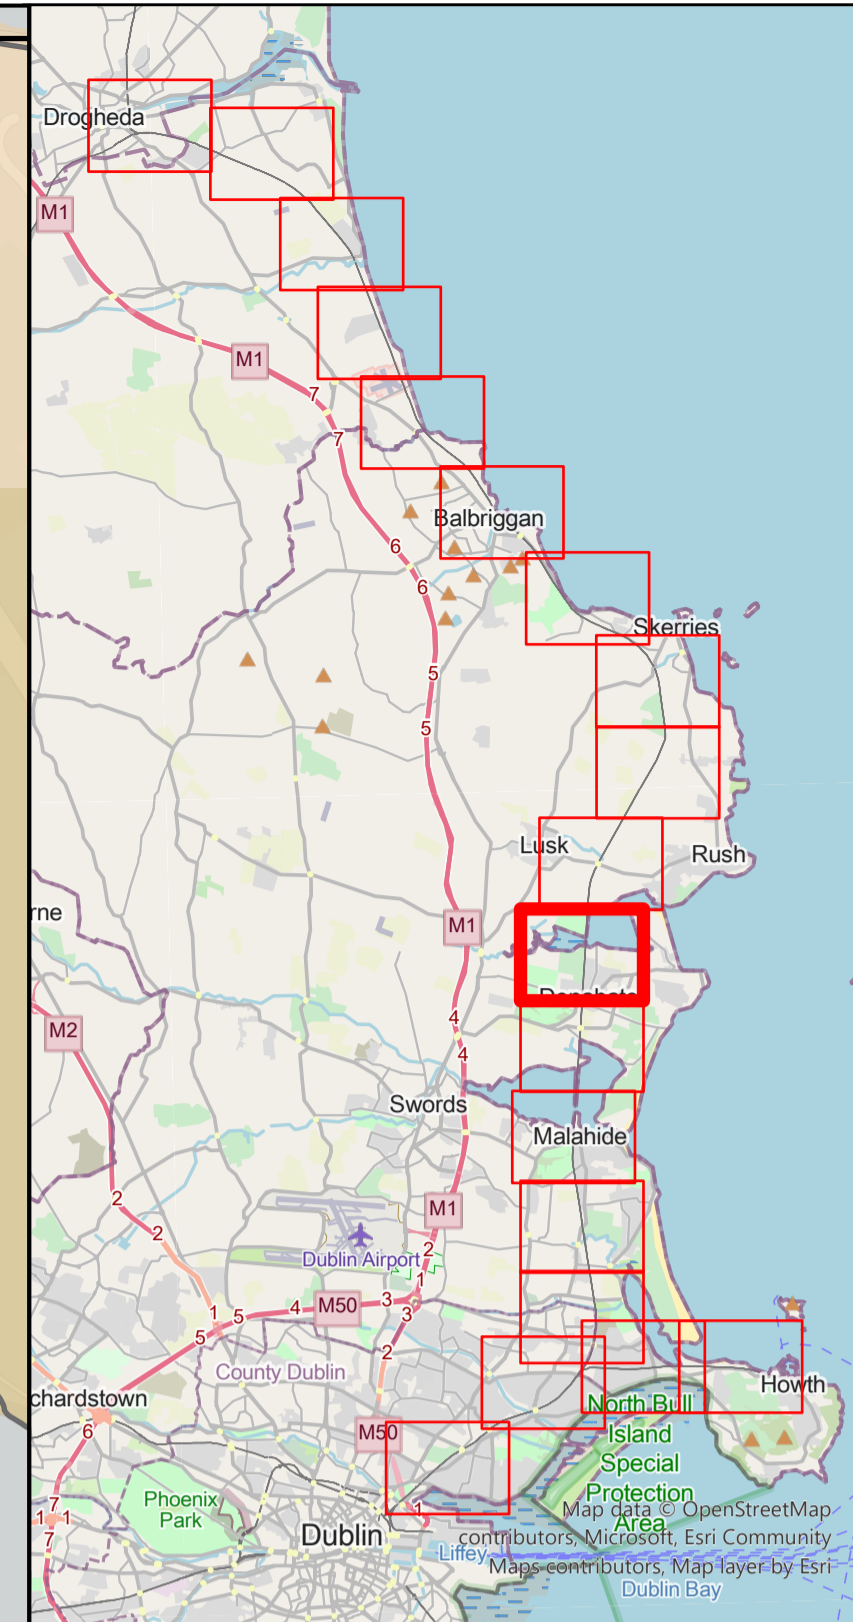 Drogheda
M1
M1
7
7
Balbriggan
6
6
Skerries
5
5
Lusk
Rush
rne
M1
4
M2
4
Swords
Malahide
2
M1
2
2
Dublin Airport
1
3
M50
4
5
1
3
5
2
County Dublin
chardstown
Howth
6
M50
North Bull
Island
Special
Protection
Area
7
1 1
7
Phoenix
Park
1
Dublin
Liffey
Map data © OpenStreetMap
contributors, Microsoft, Esri Community
Maps contributors, Map layer by Esri
Dublin Bay